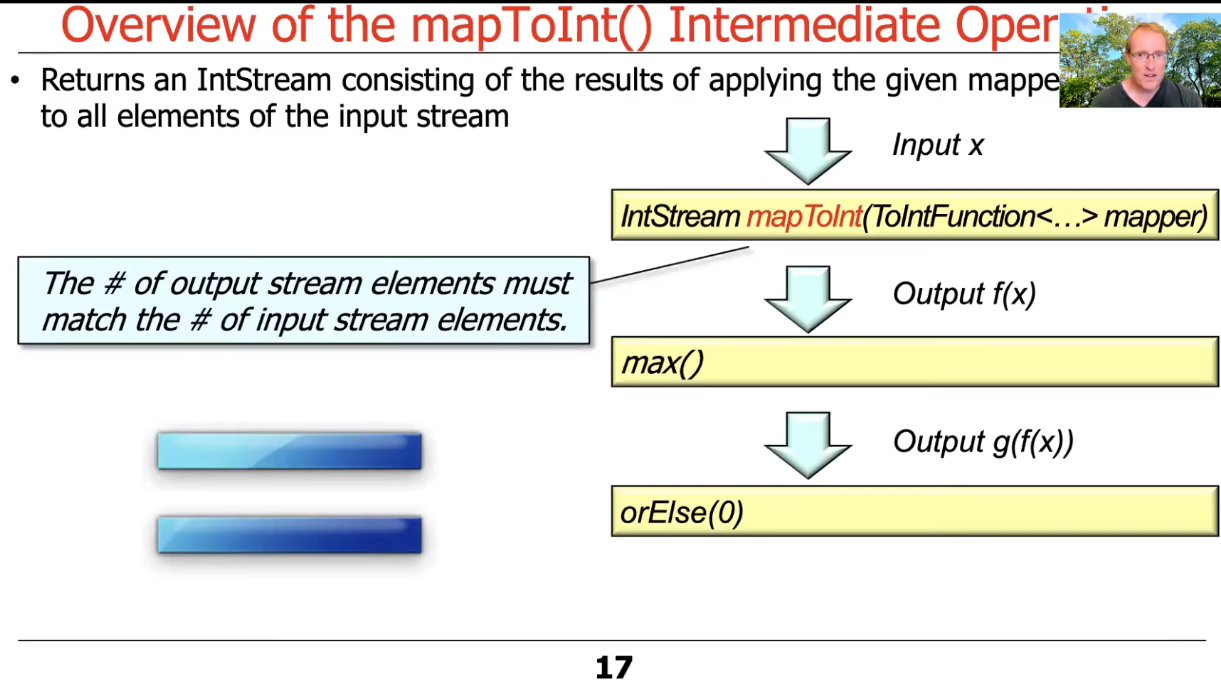 Overview of the mapToInt() Intermediate
• Returns an IntStream consisting of the results of applying the given
to all elements of the input stream
Input x
IntStream mapToInt(ToIntFunction<…> mapper)
The # of output stream elements must
match the # of input stream elements.
Output f(x)
max()
Output g(f(x))
orElse(0)
17